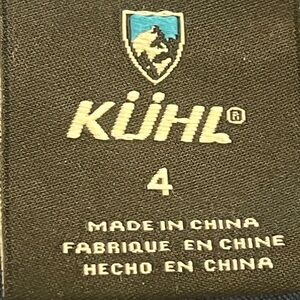 KÜHL®
4
MADE IN CHINA
FABRIQUE EN CHINE
HECHO EN CHINA